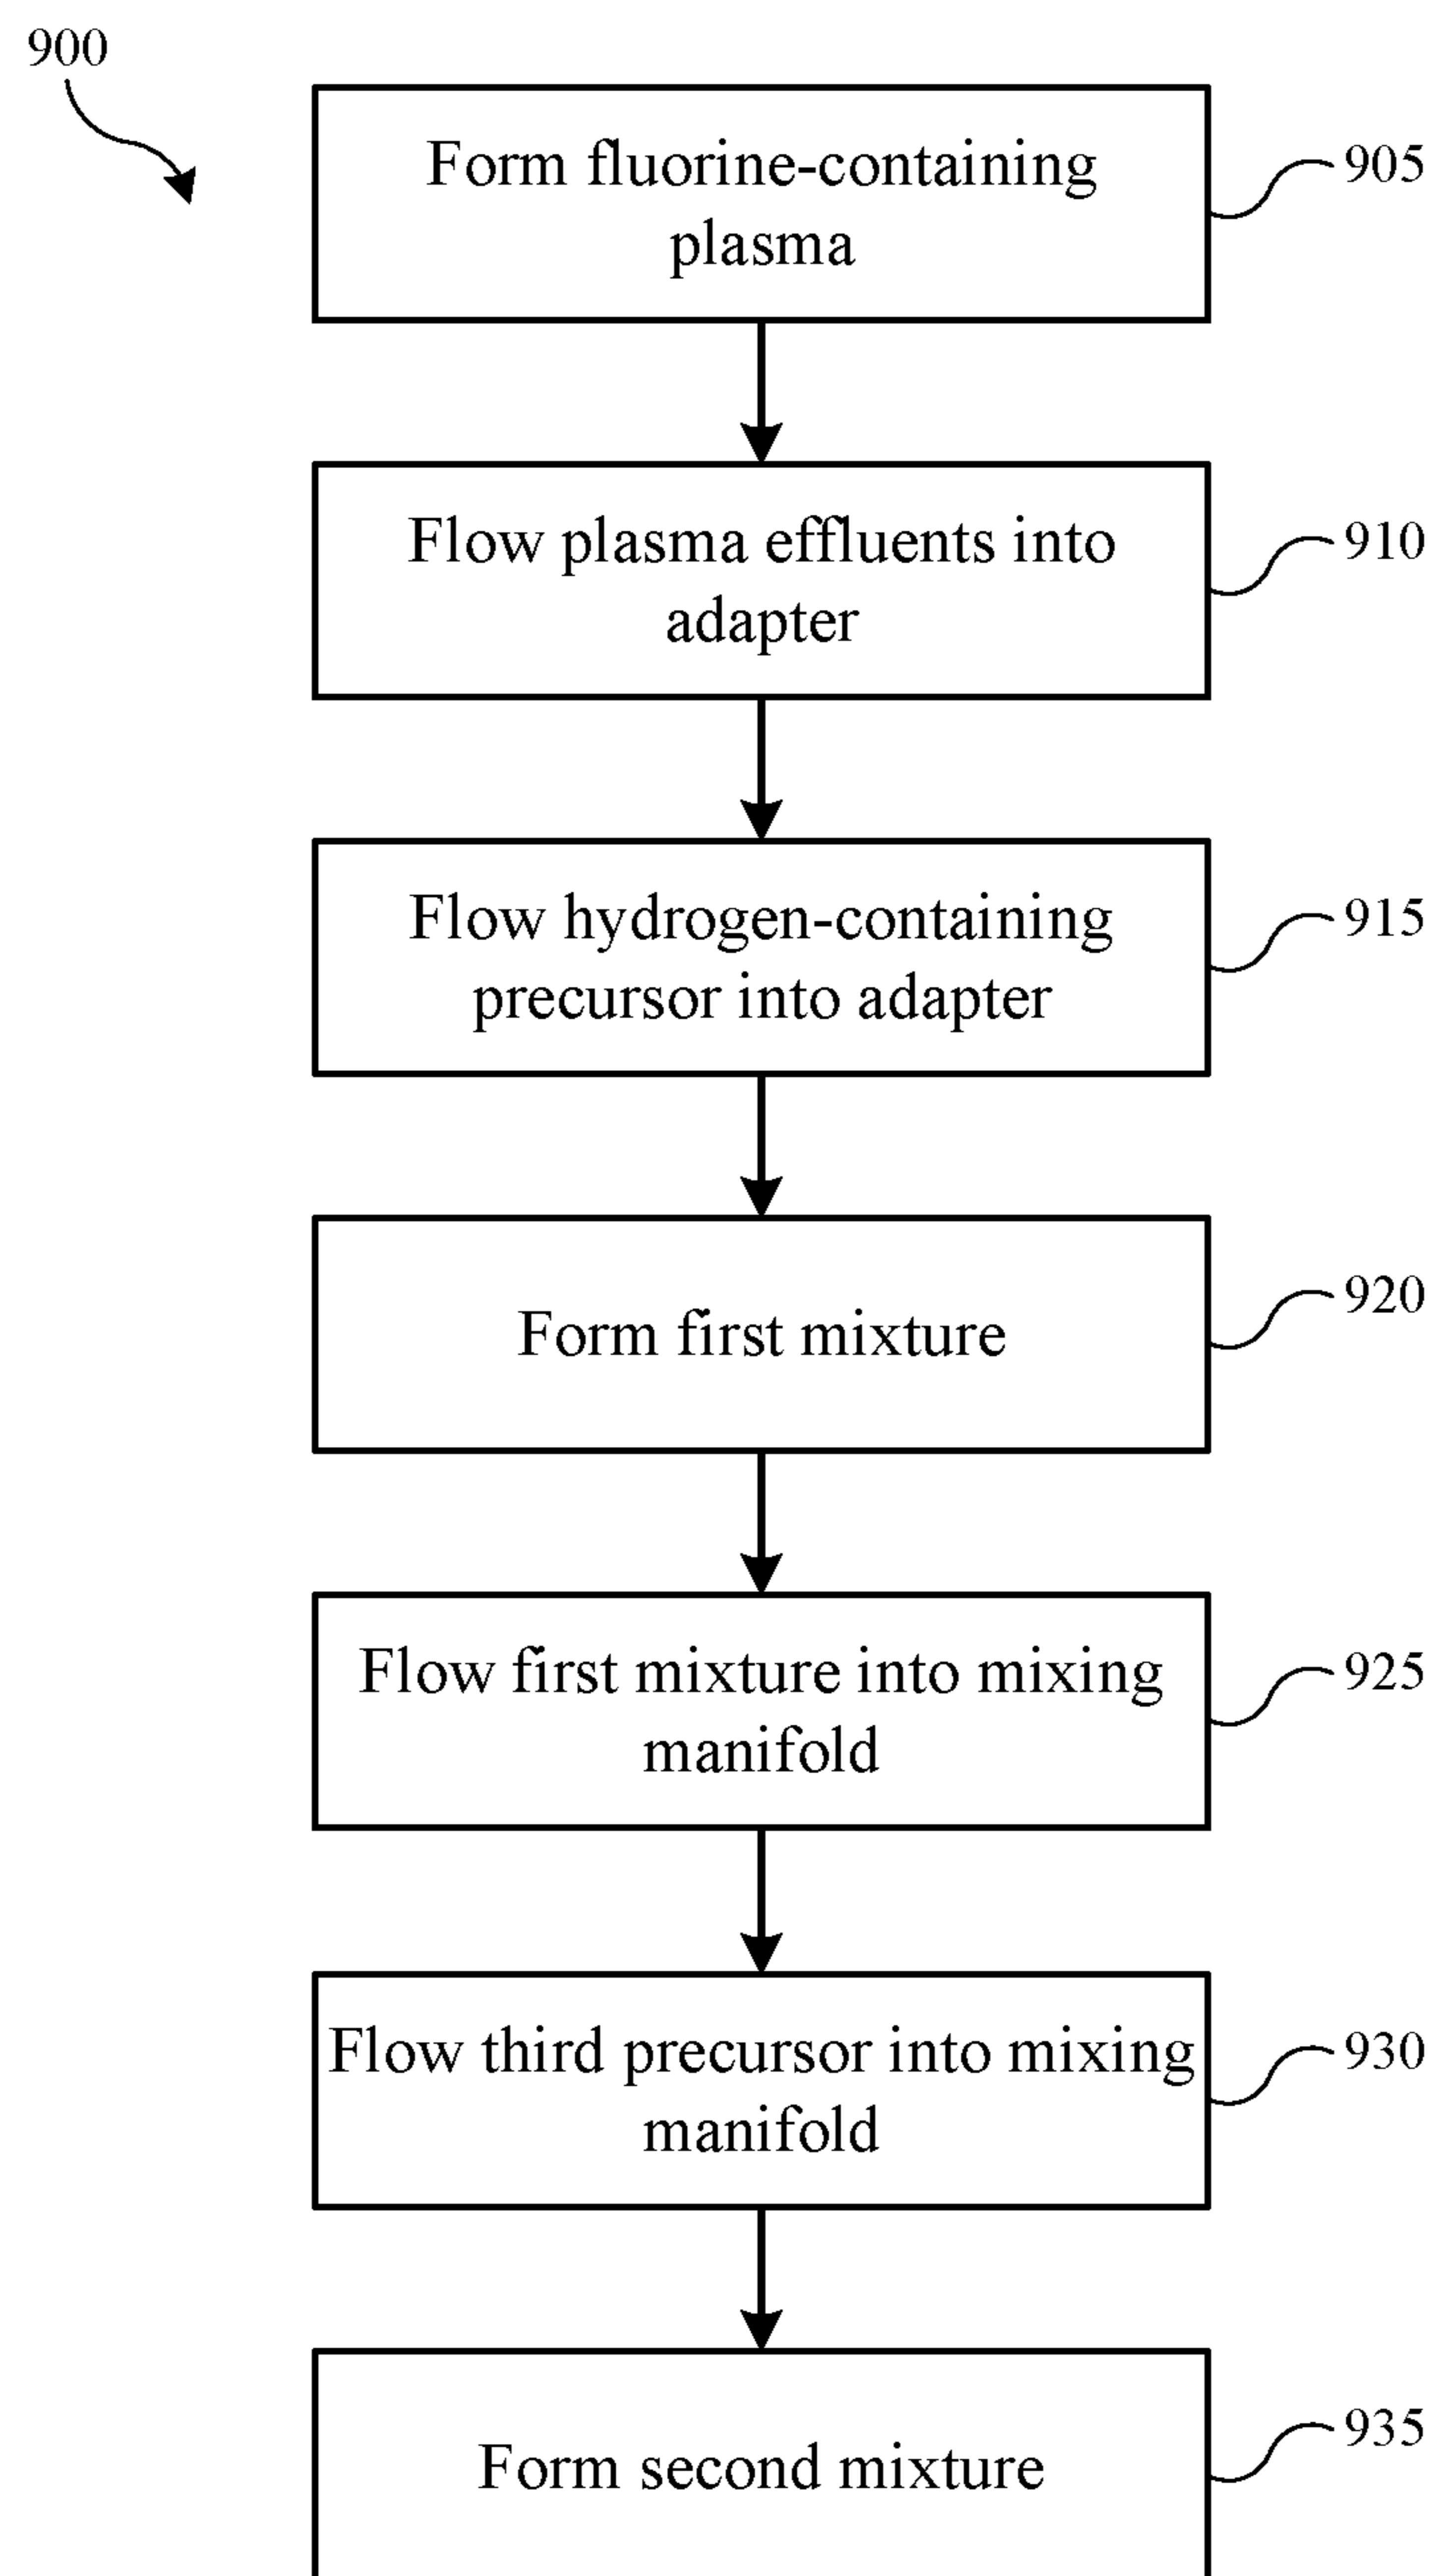 900
Form fluorine-containing
plasma
905
Flow plasma effluents into
adapter
910
Flow hydrogen-containing
precursor into adapter
915
Form first mixture
920
Flow first mixture into mixing
manifold
925
Flow third precursor into mixing
manifold
930
Form second mixture
935